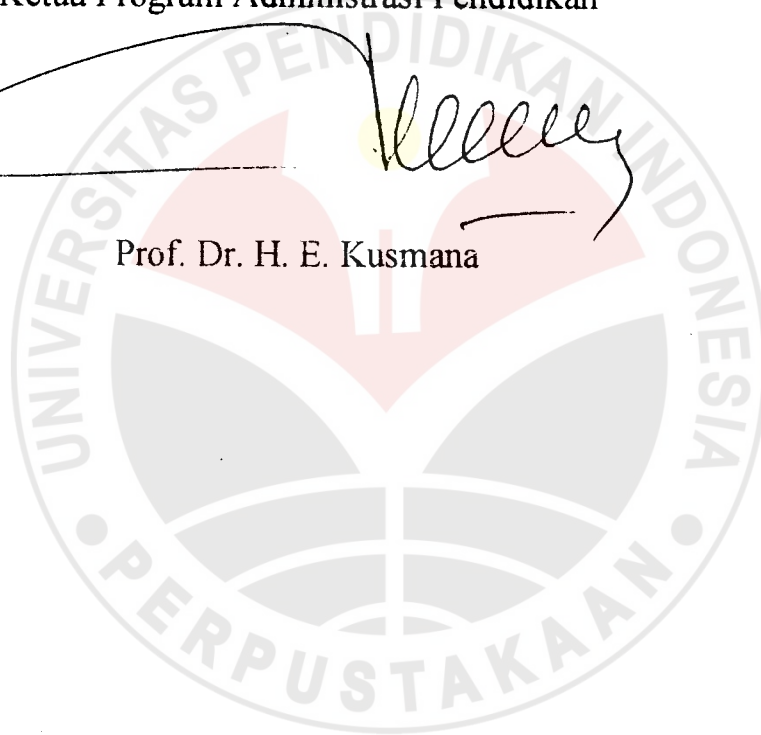 Ketua Program Administrasi Pendidikan
Prof. Dr. H. E. Kusmana
UNIVERSITAS PENDIDIKAN INDONESIA
PERPUSTAKAAN